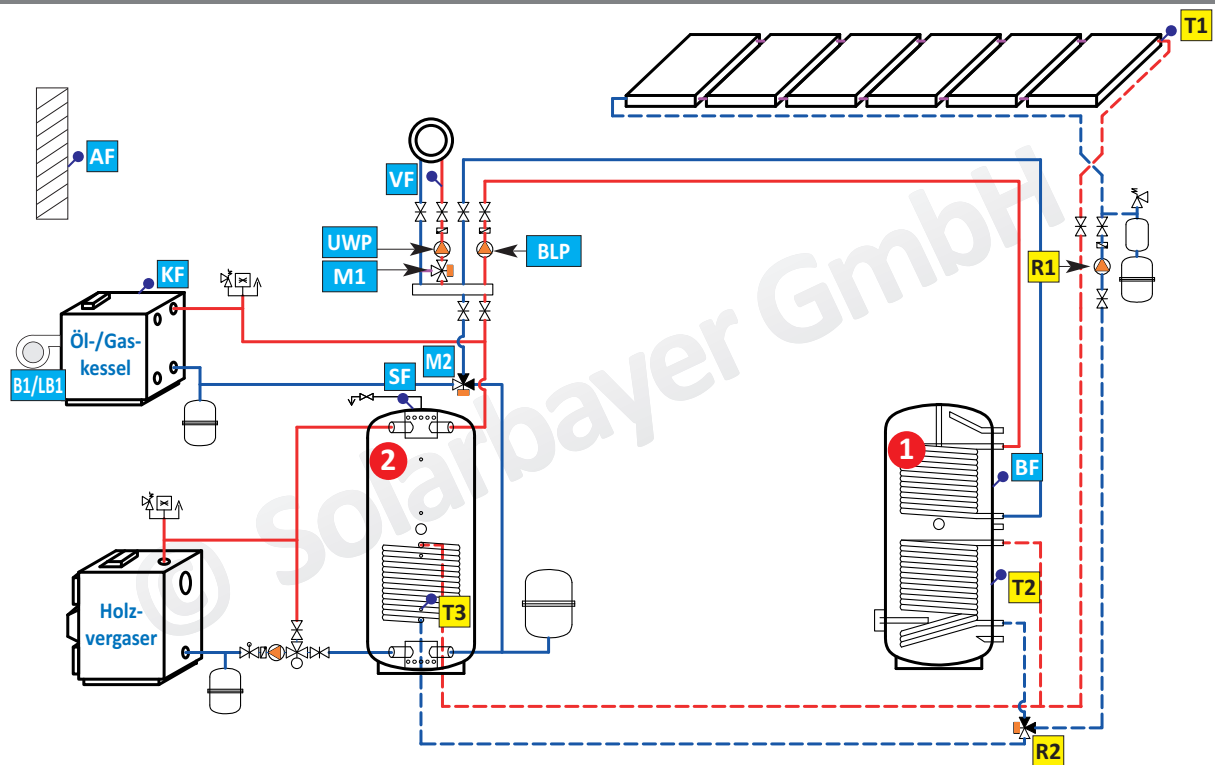 T1
AF
VF
UWP
BLP
M1
R1
KF
Öl-/Gas-
kessel
B1/LB1
M2
SF
2
1
BF
T2
T3
Holz-
vergaser
R2
© Solarbayer GmbH